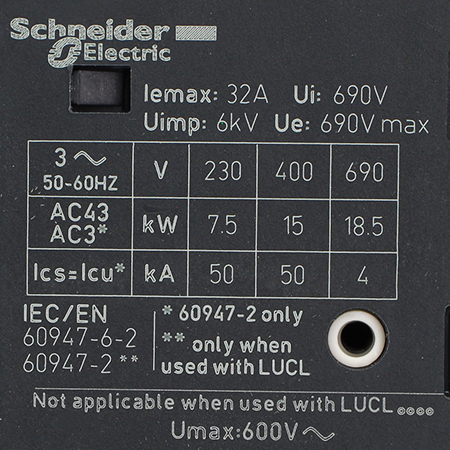 Schneider
Electric
Iemax: 32A Ui: 690V
Uimp: 6kV Ue: 690V max
3 ~ 50-60HZ V 230 400 690
AC43 AC3* kW 7.5 15 18.5
Ics=Icu* kA 50 50 4
IEC/EN
60947-6-2
60947-2**
* 60947-2 only
** only when
used with LUCL
Not applicable when used with LUCL₀₀₀₀
Umax:600V~